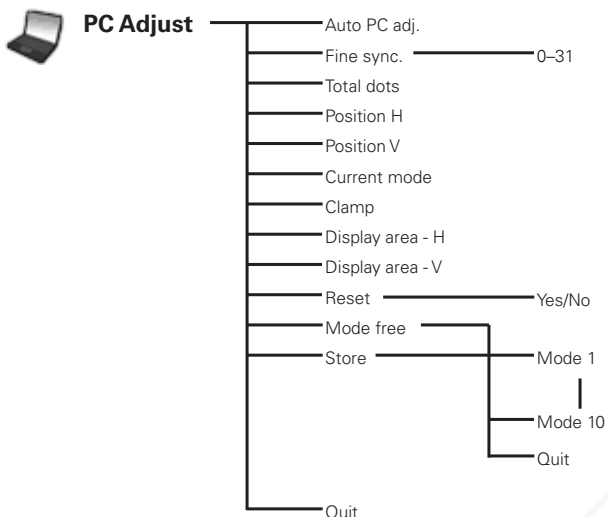 PC Adjust
Auto PC adj.
Fine sync. 0–31
Total dots
Position H
Position V
Current mode
Clamp
Display area - H
Display area - V
Reset Yes/No
Mode free
Store Mode 1
Mode 10
Quit
Quit